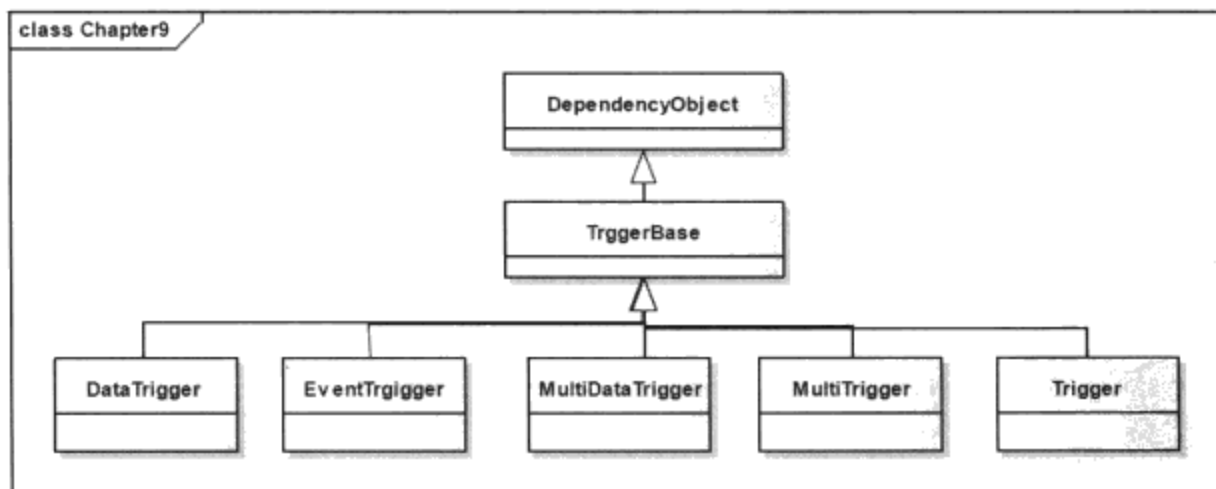 class Chapter9
DependencyObject
TrggerBase
DataTrigger
EventTrgigger
MultiDataTrigger
MultiTrigger
Trigger